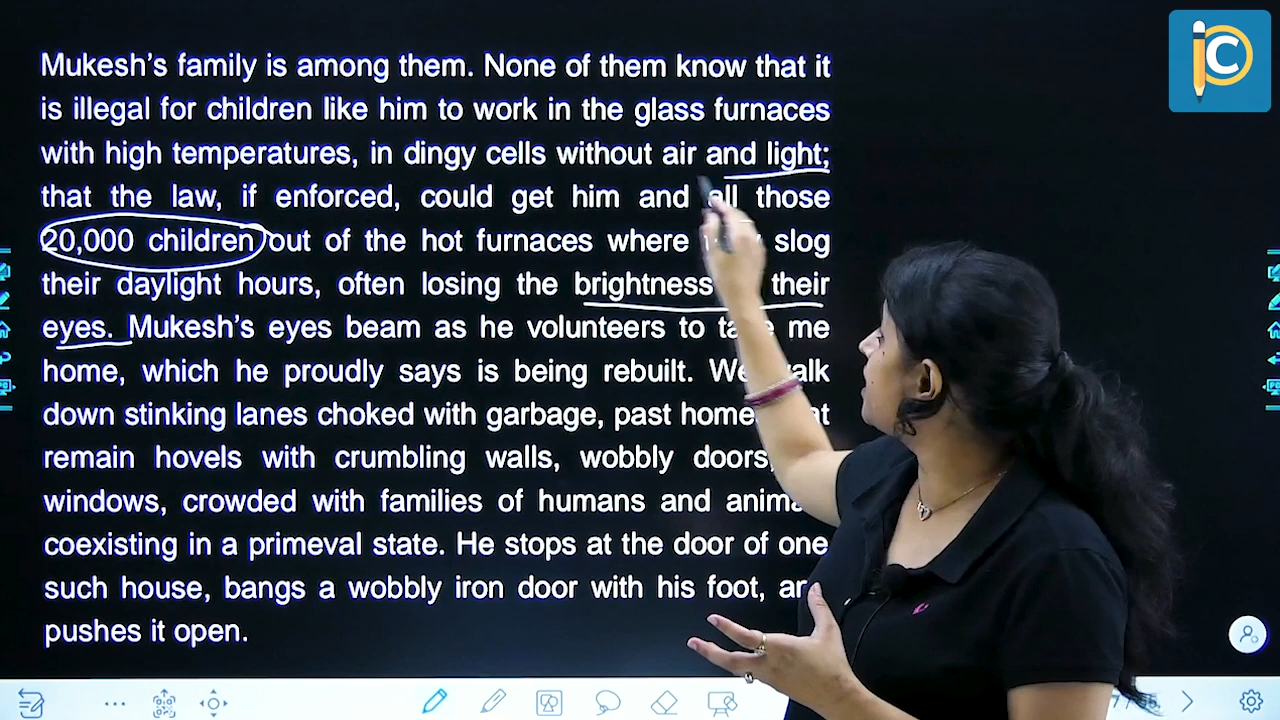 Mukesh's family is among them. None of them know that it
is illegal for children like him to work in the glass furnaces
with high temperatures, in dingy cells without air and light;
that the law, if enforced, could get him and all those
20,000 children out of the hot furnaces where slog
their daylight hours, often losing the brightness their
eyes. Mukesh's eyes beam as he volunteers to take me
home, which he proudly says is being rebuilt. We walk
down stinking lanes choked with garbage, past
remain hovels with crumbling walls, wobbly doors,
windows, crowded with families of humans and
coexisting in a primeval state. He stops at the door of one
such house, bangs a wobbly iron door with his foot,
pushes it open.